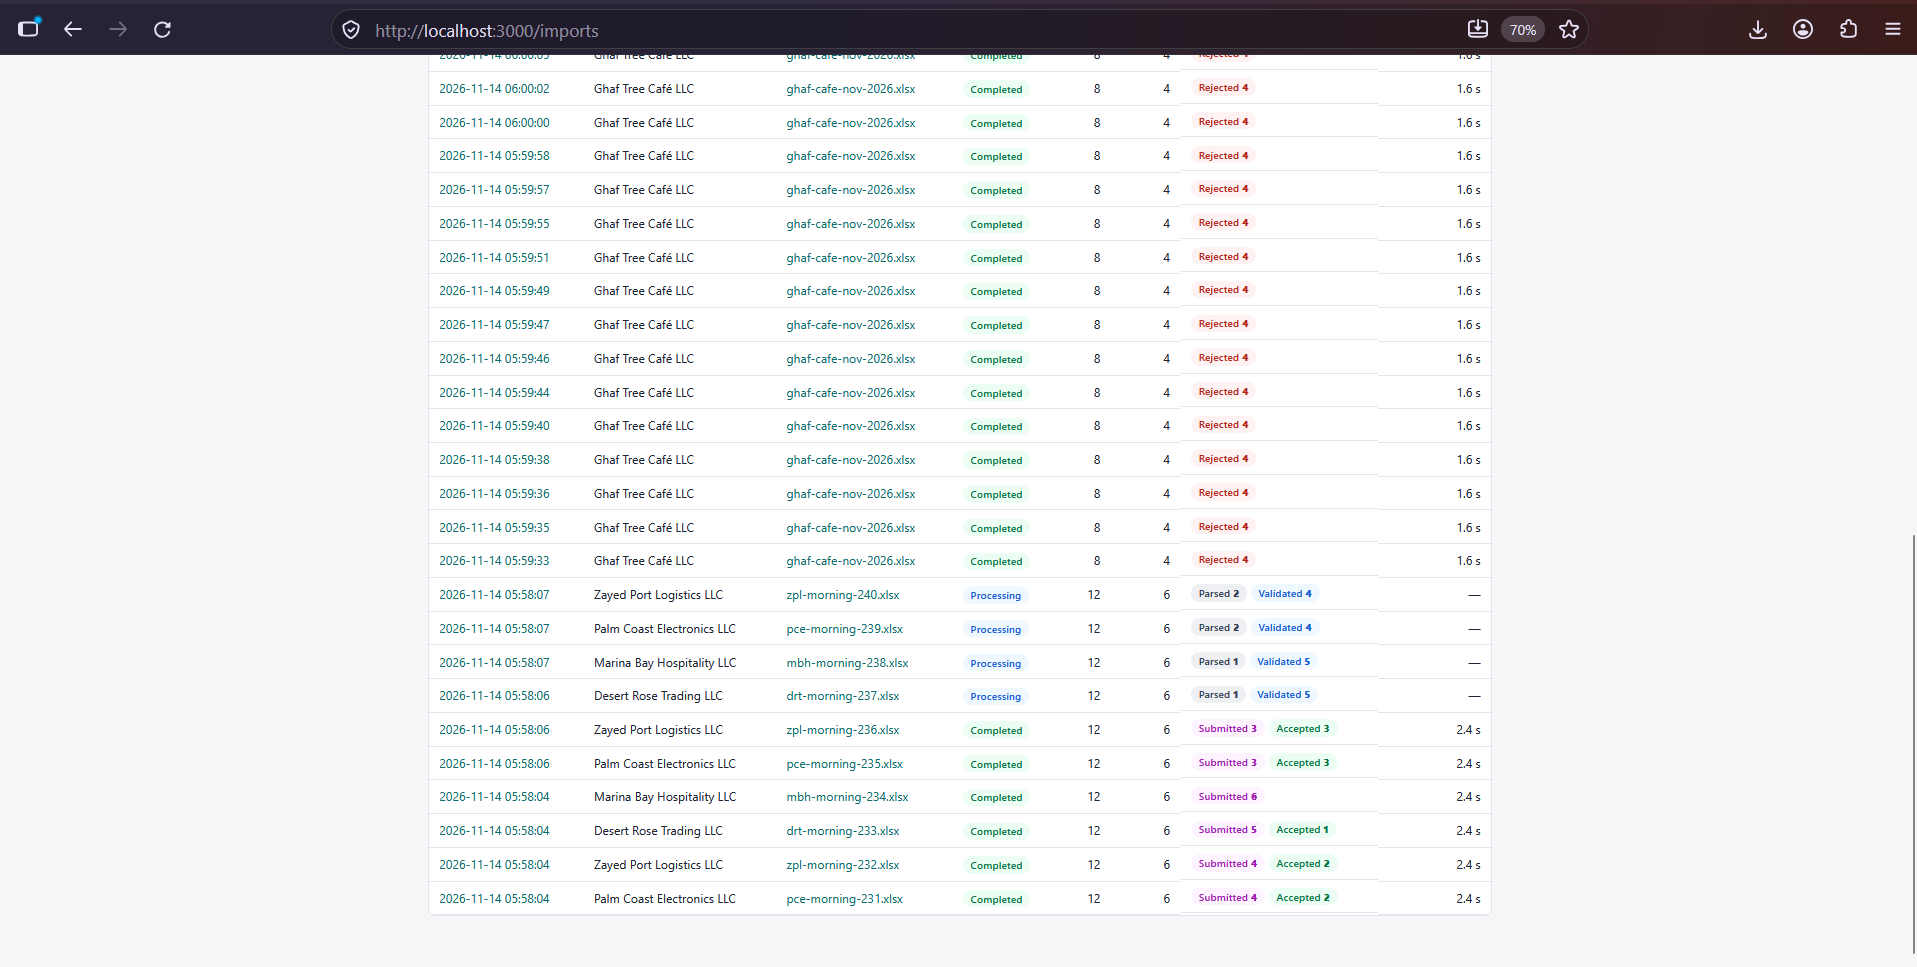 http://localhost:3000/imports 70%
2026-11-14 06:00:05 Ghaf Tree Café LLC ghaf-cafe-nov-2026.xlsx Completed 8 4 Rejected 4 1.6 s
2026-11-14 06:00:02 Ghaf Tree Café LLC ghaf-cafe-nov-2026.xlsx Completed 8 4 Rejected 4 1.6 s
2026-11-14 06:00:00 Ghaf Tree Café LLC ghaf-cafe-nov-2026.xlsx Completed 8 4 Rejected 4 1.6 s
2026-11-14 05:59:58 Ghaf Tree Café LLC ghaf-cafe-nov-2026.xlsx Completed 8 4 Rejected 4 1.6 s
2026-11-14 05:59:57 Ghaf Tree Café LLC ghaf-cafe-nov-2026.xlsx Completed 8 4 Rejected 4 1.6 s
2026-11-14 05:59:55 Ghaf Tree Café LLC ghaf-cafe-nov-2026.xlsx Completed 8 4 Rejected 4 1.6 s
2026-11-14 05:59:51 Ghaf Tree Café LLC ghaf-cafe-nov-2026.xlsx Completed 8 4 Rejected 4 1.6 s
2026-11-14 05:59:49 Ghaf Tree Café LLC ghaf-cafe-nov-2026.xlsx Completed 8 4 Rejected 4 1.6 s
2026-11-14 05:59:47 Ghaf Tree Café LLC ghaf-cafe-nov-2026.xlsx Completed 8 4 Rejected 4 1.6 s
2026-11-14 05:59:46 Ghaf Tree Café LLC ghaf-cafe-nov-2026.xlsx Completed 8 4 Rejected 4 1.6 s
2026-11-14 05:59:44 Ghaf Tree Café LLC ghaf-cafe-nov-2026.xlsx Completed 8 4 Rejected 4 1.6 s
2026-11-14 05:59:40 Ghaf Tree Café LLC ghaf-cafe-nov-2026.xlsx Completed 8 4 Rejected 4 1.6 s
2026-11-14 05:59:38 Ghaf Tree Café LLC ghaf-cafe-nov-2026.xlsx Completed 8 4 Rejected 4 1.6 s
2026-11-14 05:59:36 Ghaf Tree Café LLC ghaf-cafe-nov-2026.xlsx Completed 8 4 Rejected 4 1.6 s
2026-11-14 05:59:35 Ghaf Tree Café LLC ghaf-cafe-nov-2026.xlsx Completed 8 4 Rejected 4 1.6 s
2026-11-14 05:59:33 Ghaf Tree Café LLC ghaf-cafe-nov-2026.xlsx Completed 8 4 Rejected 4 1.6 s
2026-11-14 05:58:07 Zayed Port Logistics LLC zpl-morning-240.xlsx Processing 12 6 Parsed 2 Validated 4 —
2026-11-14 05:58:07 Palm Coast Electronics LLC pce-morning-239.xlsx Processing 12 6 Parsed 2 Validated 4 —
2026-11-14 05:58:07 Marina Bay Hospitality LLC mbh-morning-238.xlsx Processing 12 6 Parsed 1 Validated 5 —
2026-11-14 05:58:06 Desert Rose Trading LLC drt-morning-237.xlsx Processing 12 6 Parsed 1 Validated 5 —
2026-11-14 05:58:06 Zayed Port Logistics LLC zpl-morning-236.xlsx Completed 12 6 Submitted 3 Accepted 3 2.4 s
2026-11-14 05:58:06 Palm Coast Electronics LLC pce-morning-235.xlsx Completed 12 6 Submitted 3 Accepted 3 2.4 s
2026-11-14 05:58:04 Marina Bay Hospitality LLC mbh-morning-234.xlsx Completed 12 6 Submitted 6 2.4 s
2026-11-14 05:58:04 Desert Rose Trading LLC drt-morning-233.xlsx Completed 12 6 Submitted 5 Accepted 1 2.4 s
2026-11-14 05:58:04 Zayed Port Logistics LLC zpl-morning-232.xlsx Completed 12 6 Submitted 4 Accepted 2 2.4 s
2026-11-14 05:58:04 Palm Coast Electronics LLC pce-morning-231.xlsx Completed 12 6 Submitted 4 Accepted 2 2.4 s